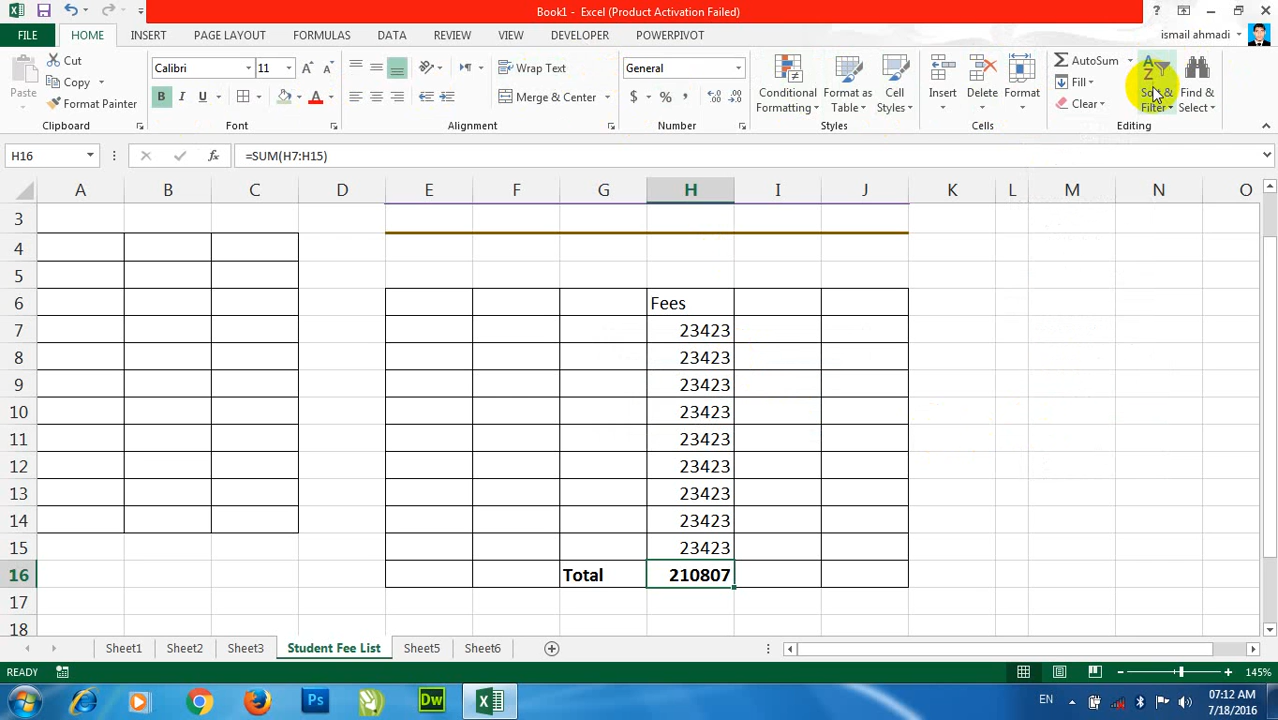 Book1 - Excel (Product Activation Failed)
FILE HOME INSERT PAGE LAYOUT FORMULAS DATA REVIEW VIEW DEVELOPER POWERPIVOT ismail ahmadi
Paste
Cut
Copy
Format Painter
Clipboard
Calibri 11
B I U A
Font
Wrap Text
Merge & Center
Alignment
General
$ % ,
Number
Conditional Formatting
Format as Table
Cell Styles
Styles
Insert Delete Format
Cells
AutoSum
Fill
Clear
Sort & Filter
Find & Select
Editing
H16 fx =SUM(H7:H15)
A B C D E F G H I J K L M N O
3
4
5
6 Fees
7 23423
8 23423
9 23423
10 23423
11 23423
12 23423
13 23423
14 23423
15 23423
16 Total 210807
17
18
Sheet1 Sheet2 Sheet3 Student Fee List Sheet5 Sheet6
READY 145%
Ps Dw EN 07:12 AM
7/18/2016